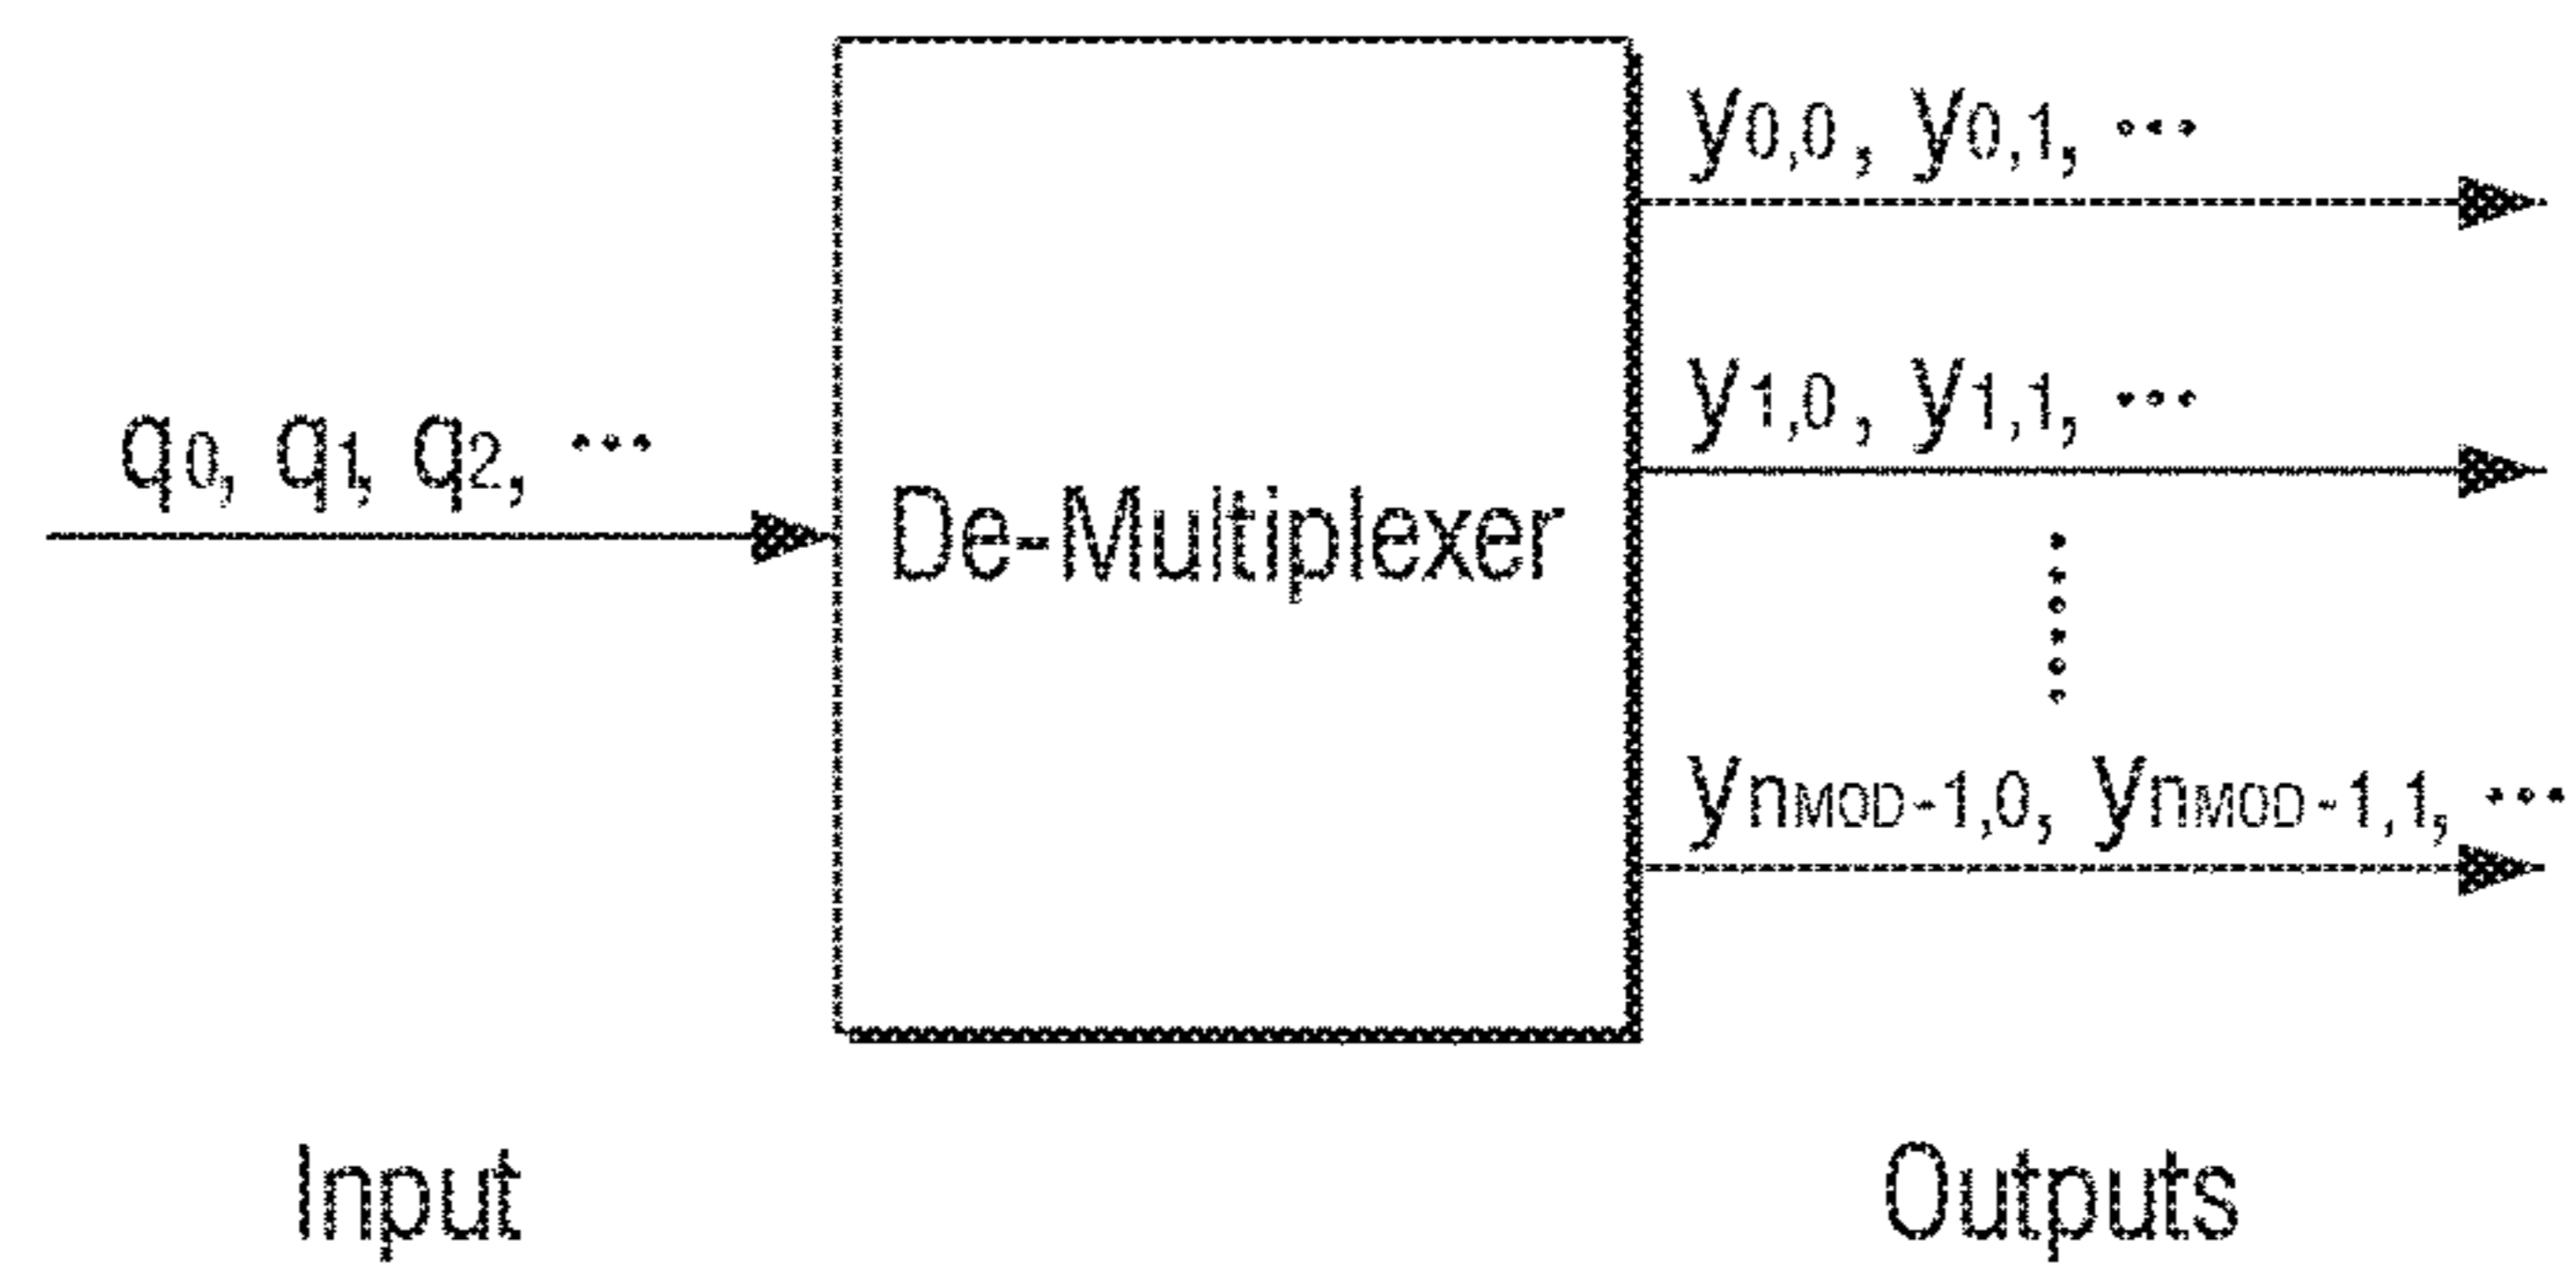 y0,0, y0,1, ...
y1,0, y1,1, ...
q0, q1, q2, ...
De-Multiplexer
ynMOD-1,0, ynMOD-1,1, ...
Input
Outputs